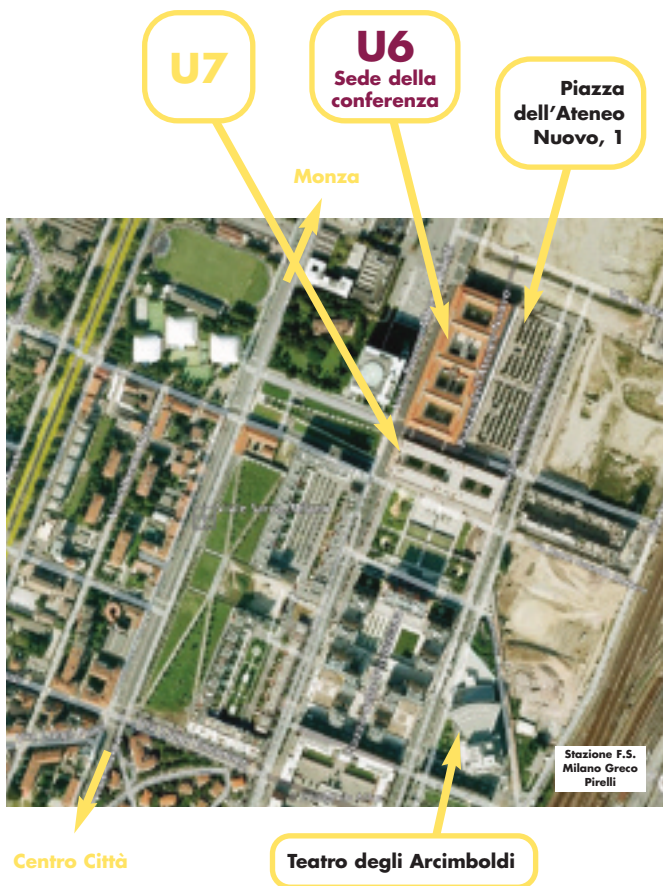 U7
U6
Sede della
conferenza
Piazza
dell'Ateneo
Nuovo, 1
Monza
Stazione F.S.
Milano Greco
Pirelli
Centro Città
Teatro degli Arcimboldi